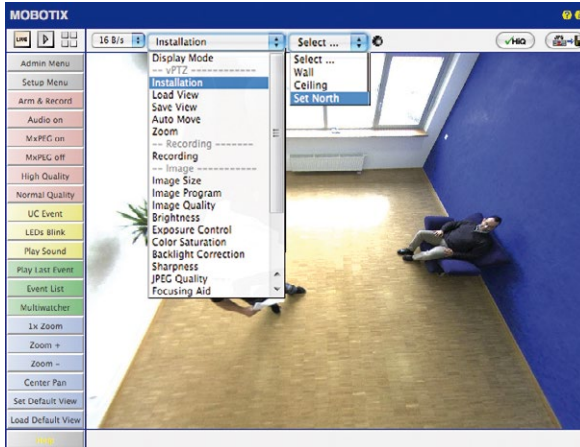 MOBOTIX
LIVE
16 B/s
Installation
Select ...
HiQ
Admin Menu
Setup Menu
Arm & Record
Audio on
MxPEG on
MxPEG off
High Quality
Normal Quality
UC Event
LEDs Blink
Play Sound
Play Last Event
Event List
Multiwatcher
1x Zoom
Zoom +
Zoom -
Center Pan
Set Default View
Load Default View
Display Mode
-- vPTZ ------------
Installation
Load View
Save View
Auto Move
Zoom
-- Recording -------
Recording
-- Image -----------
Image Size
Image Program
Image Quality
Brightness
Exposure Control
Color Saturation
Backlight Correction
Sharpness
JPEG Quality
Focusing Aid
Select ...
Wall
Ceiling
Set North